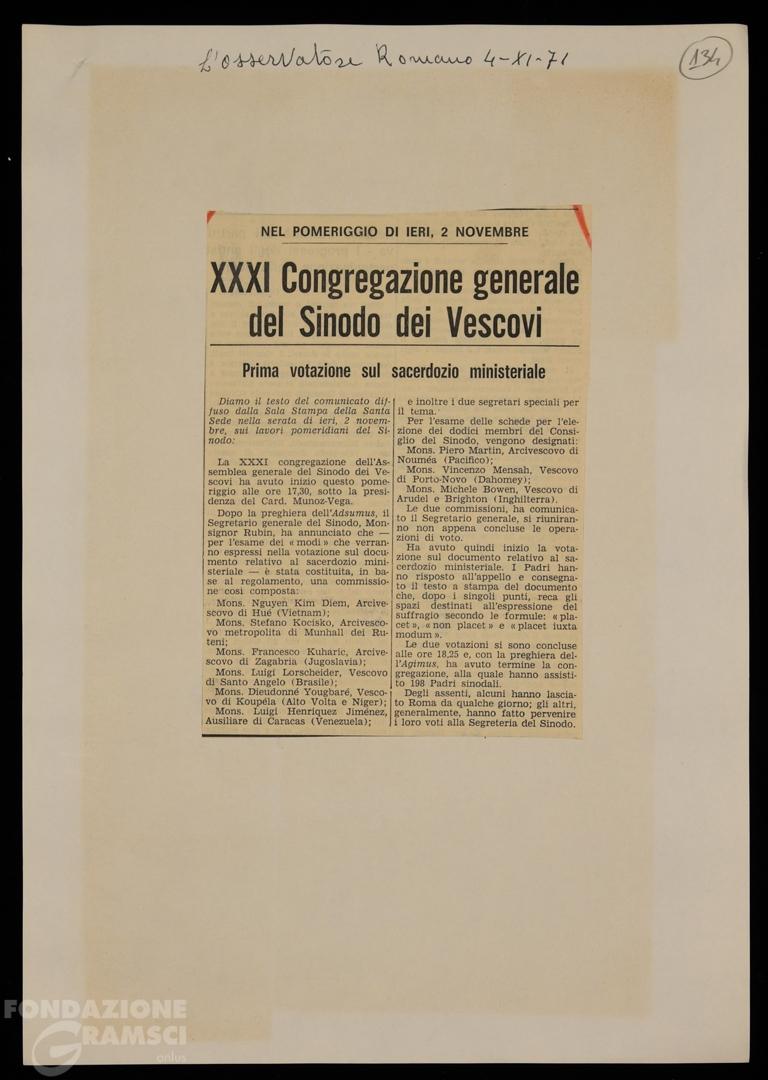 L'Osservatore Romano 4-XI-71
134
NEL POMERIGGIO DI IERI, 2 NOVEMBRE
XXXI Congregazione generale
del Sinodo dei Vescovi
Prima votazione sul sacerdozio ministeriale
Diamo il testo del comunicato dif-
fuso dalla Sala Stampa della Santa
Sede nella serata di ieri, 2 novem-
bre, sui lavori pomeridiani del Si-
nodo:
La XXXI congregazione dell'As-
semblea generale del Sinodo dei Ve-
scovi ha avuto inizio questo pome-
riggio alle ore 17,30, sotto la presi-
denza del Card. Munoz-Vega.
Dopo la preghiera dell'Adsumus, il
Segretario generale del Sinodo, Mon-
signor Rubin, ha annunciato che —
per l'esame dei « modi » che verran-
no espressi nella votazione sul docu-
mento relativo al sacerdozio mini-
steriale — è stata costituita, in ba-
se al regolamento, una commissio-
ne così composta:
Mons. Nguyen Kim Diem, Arcive-
scovo di Hué (Vietnam);
Mons. Stefano Kocisko, Arcivesco-
vo metropolita di Munhall dei Ru-
teni;
Mons. Francesco Kuharic, Arcive-
scovo di Zagabria (Jugoslavia);
Mons. Luigi Lorscheider, Vescovo
di Santo Angelo (Brasile);
Mons. Dieudonné Yougbaré, Vesco-
vo di Koupéla (Alto Volta e Niger);
Mons. Luigi Henriquez Jiménez,
Ausiliare di Caracas (Venezuela);
e inoltre i due segretari speciali per
il tema.
Per l'esame delle schede per l'ele-
zione dei dodici membri del Consi-
glio del Sinodo, vengono designati:
Mons. Piero Martin, Arcivescovo di
Nouméa (Pacifico);
Mons. Vincenzo Mensah, Vescovo
di Porto-Novo (Dahomey);
Mons. Michele Bowen, Vescovo di
Arudel e Brighton (Inghilterra).
Le due commissioni, ha comunica-
to il Segretario generale, si riuniran-
no non appena concluse le opera-
zioni di voto.
Ha avuto quindi inizio la vota-
zione sul documento relativo al sa-
cerdozio ministeriale. I Padri han-
no risposto all'appello e consegna-
to il testo a stampa del documento
che, dopo i singoli punti, reca gli
spazi destinati all'espressione del
suffragio secondo le formule: « pla-
cet », « non placet » e « placet iuxta
modum ».
Le due votazioni si sono concluse
alle ore 18,25 e, con la preghiera del-
l'Agimus, ha avuto termine la con-
gregazione, alla quale hanno assisti-
to 198 Padri sinodali.
Degli assenti, alcuni hanno lascia-
to Roma da qualche giorno; gli altri,
generalmente, hanno fatto pervenire
i loro voti alla Segreteria del Sinodo.
FONDAZIONE
GRAMSCI
onlus